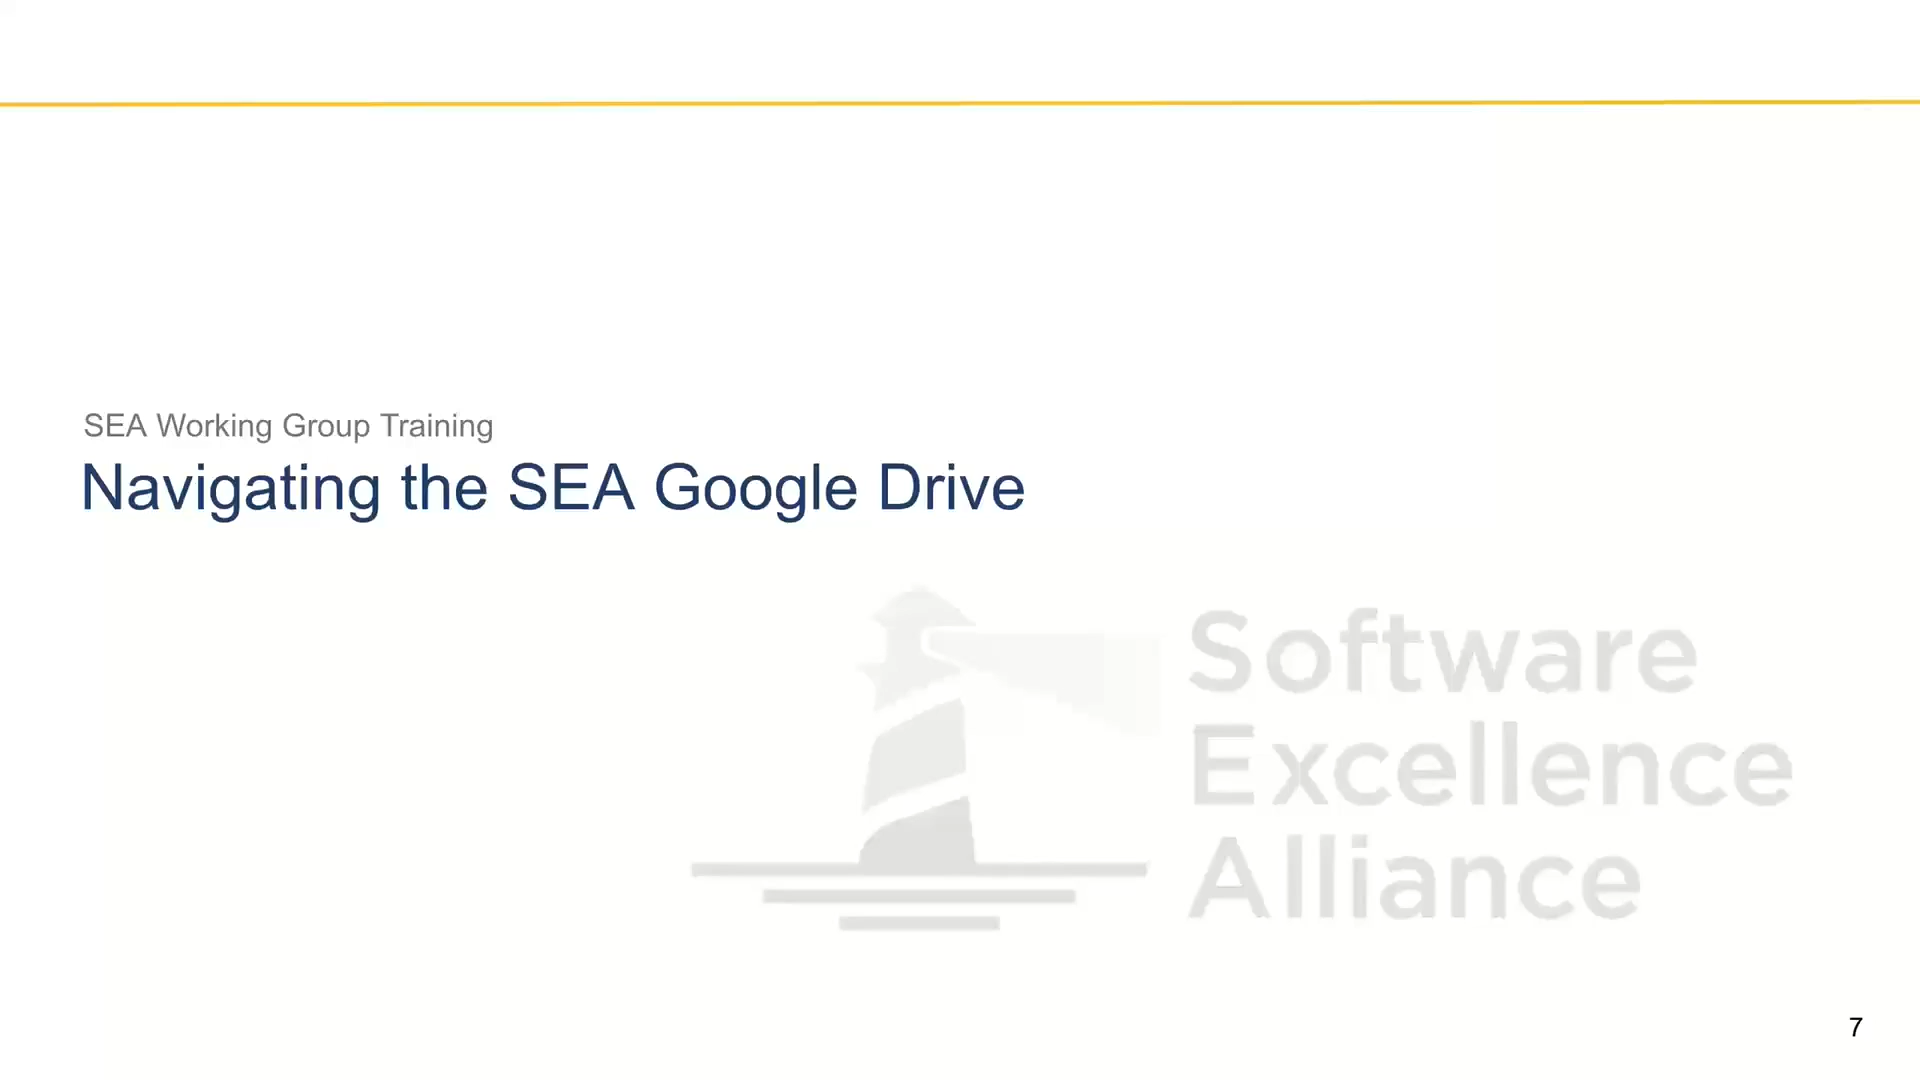 SEA Working Group Training
Navigating the SEA Google Drive
Software
Excellence
Alliance
7